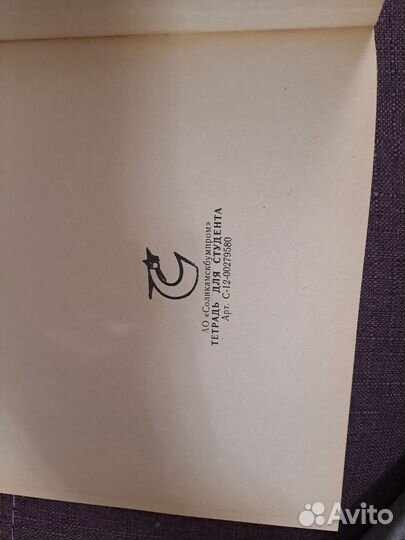 АО «Соликамскбумпром»
ТЕТРАДЬ ДЛЯ СТУДЕНТА
Арт. С-12-00279580
Avito